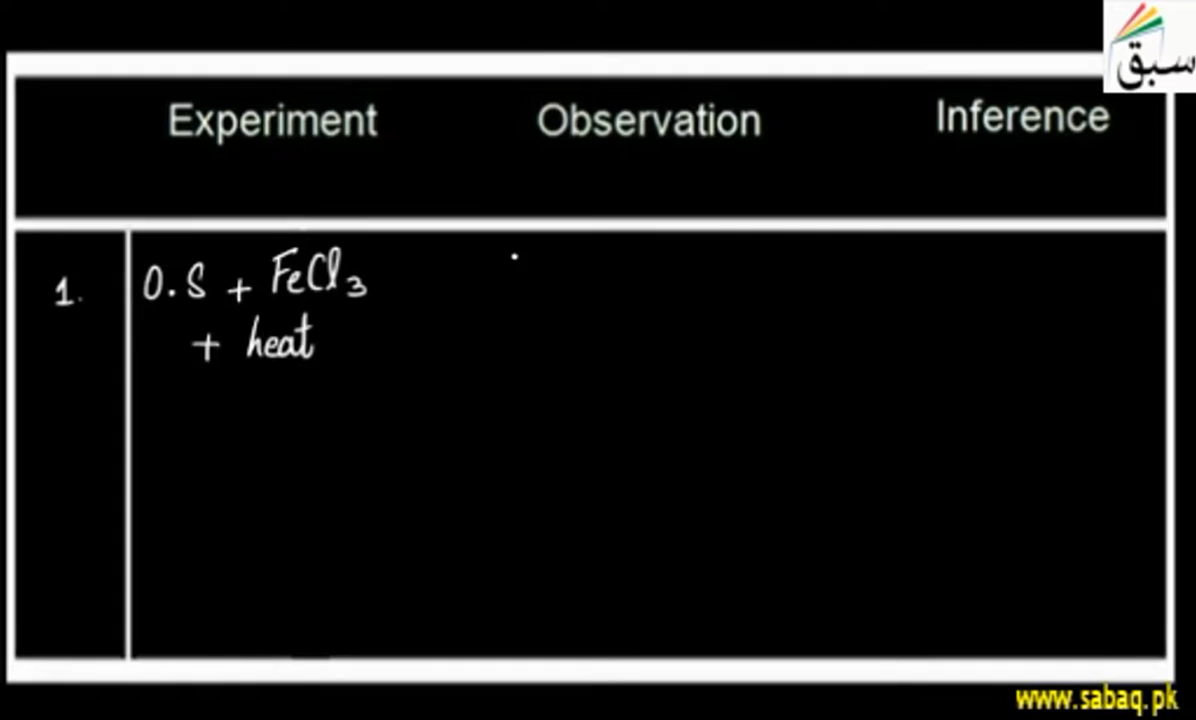 سبق
Experiment Observation Inference
1. O.S + FeCl₃
+ heat
www.sabaq.pk